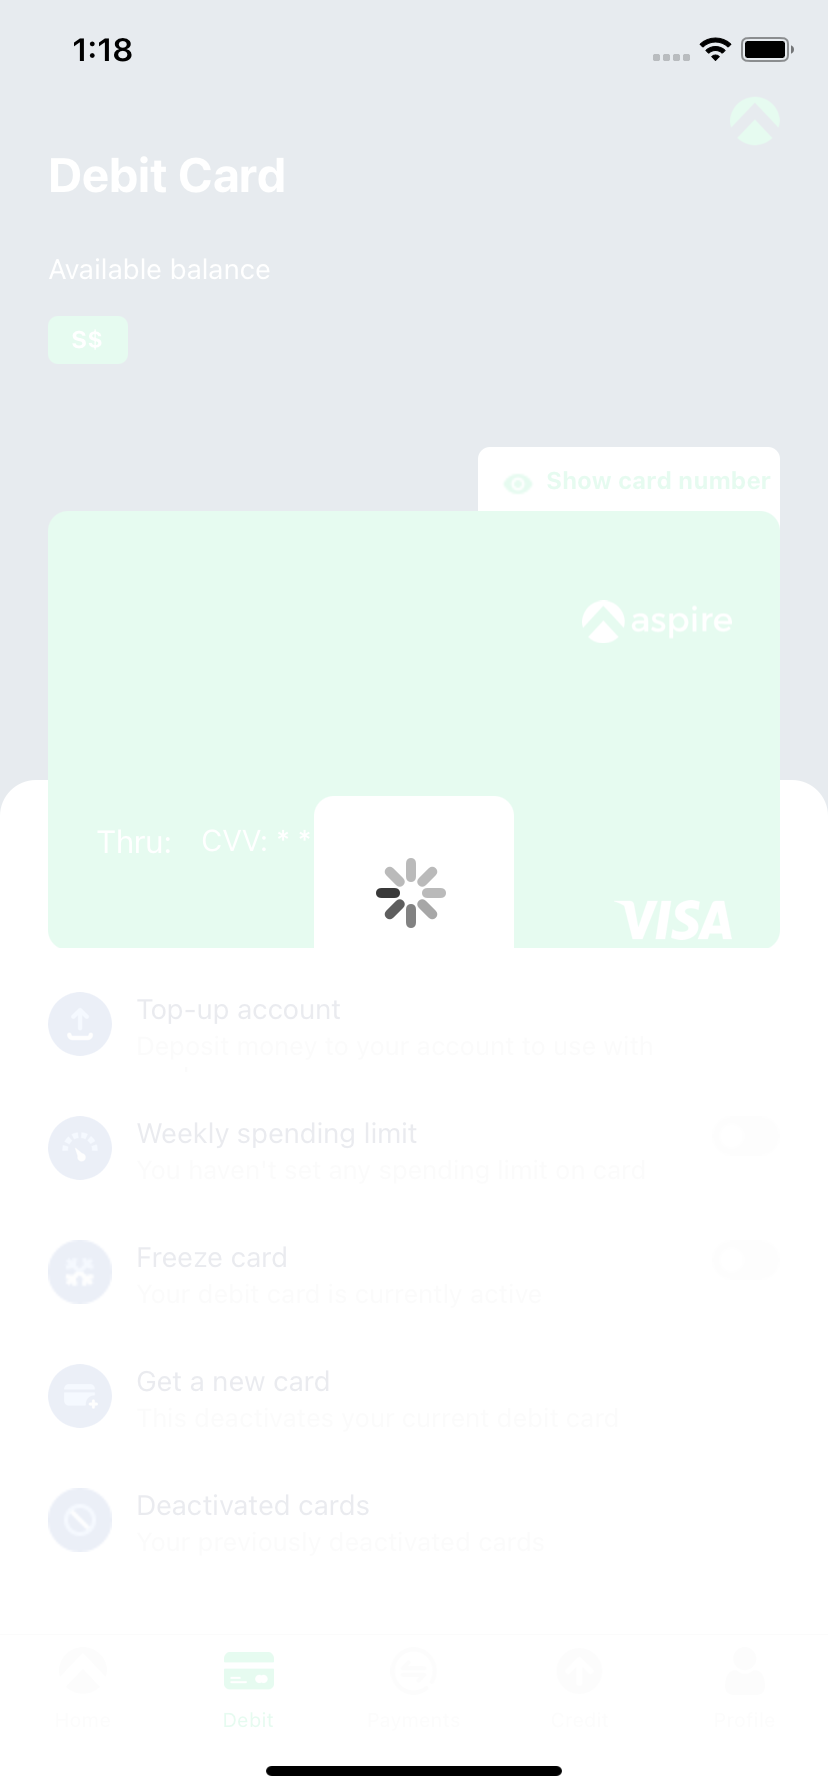 1:18
Debit Card
Available balance
S$
Show card number
aspire
Thru: CVV: * *
VISA
Top-up account
Deposit money to your account to use with
Weekly spending limit
You haven't set any spending limit on card
Freeze card
Your debit card is currently active
Get a new card
This deactivates your current debit card
Deactivated cards
Your previously deactivated cards
Home
Debit
Payments
Credit
Profile